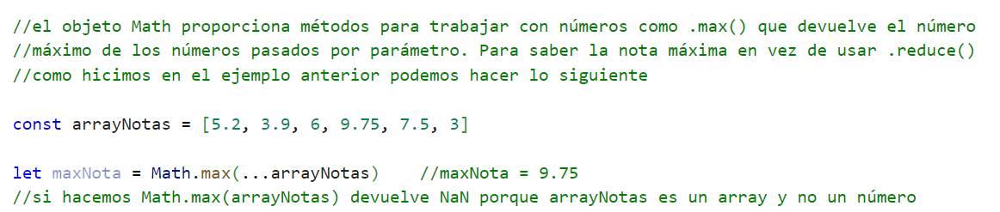 //el objeto Math proporciona métodos para trabajar con números como .max() que devuelve el número
//máximo de los números pasados por parámetro. Para saber la nota máxima en vez de usar .reduce()
//como hicimos en el ejemplo anterior podemos hacer lo siguiente
const arrayNotas = [5.2, 3.9, 6, 9.75, 7.5, 3]
let maxNota = Math.max(...arrayNotas)    //maxNota = 9.75
//si hacemos Math.max(arrayNotas) devuelve NaN porque arrayNotas es un array y no un número